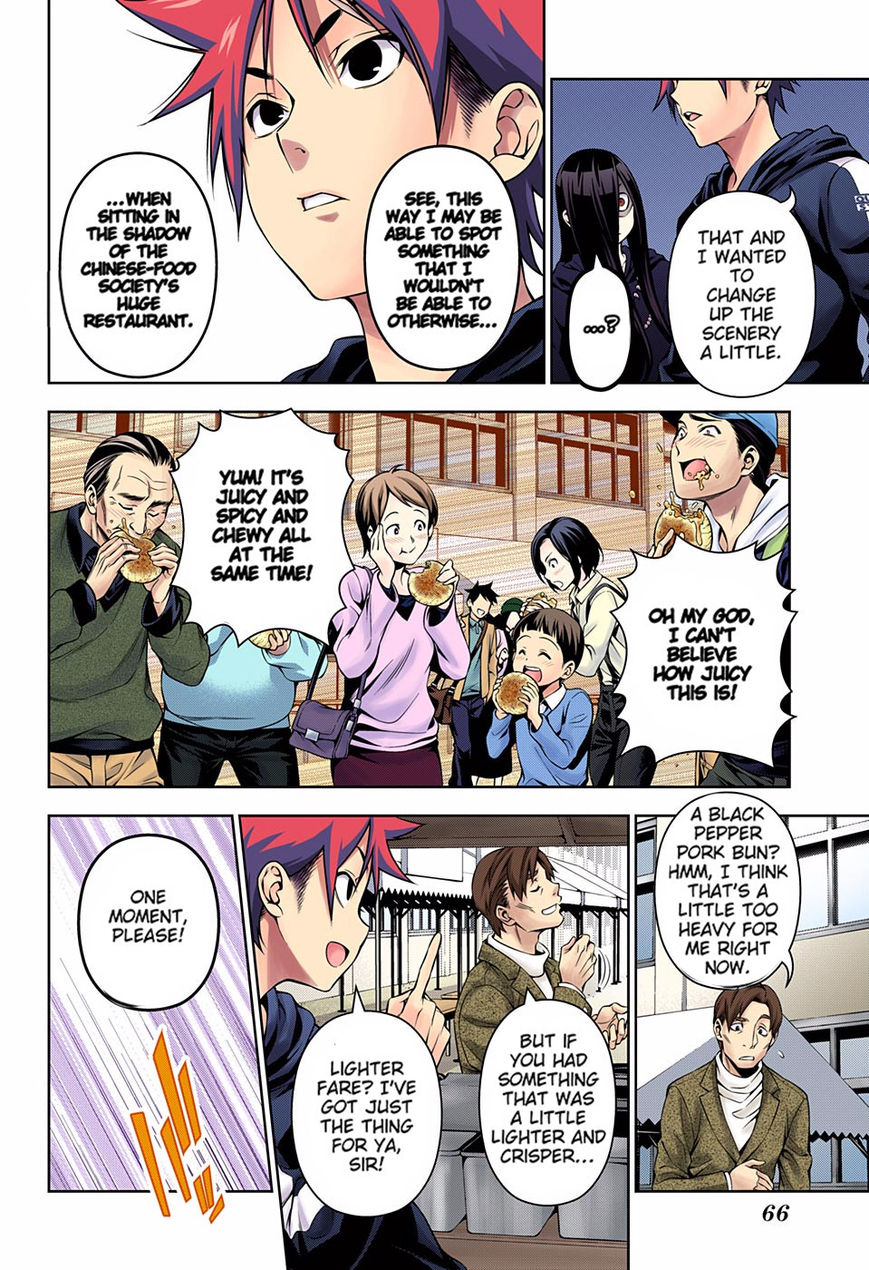 THAT AND
I WANTED
TO
CHANGE
UP THE
SCENERY
A LITTLE.
...?
SEE, THIS
WAY I MAY BE
ABLE TO SPOT
SOMETHING
THAT I
WOULDN'T
BE ABLE TO
OTHERWISE...
...WHEN
SITTING IN
THE SHADOW
OF THE
CHINESE-FOOD
SOCIETY'S
HUGE
RESTAURANT.
OH MY GOD,
I CAN'T
BELIEVE
HOW JUICY
THIS IS!
YUM! IT'S
JUICY AND
SPICY AND
CHEWY ALL
AT THE
SAME TIME!
A BLACK
PEPPER
PORK BUN?
HMM, I THINK
THAT'S A
LITTLE TOO
HEAVY FOR
ME RIGHT
NOW.
BUT IF
YOU HAD
SOMETHING
THAT WAS
A LITTLE
LIGHTER AND
CRISPER...
LIGHTER
FARE? I'VE
GOT JUST
THE THING
FOR YA,
SIR!
ONE
MOMENT,
PLEASE!
66